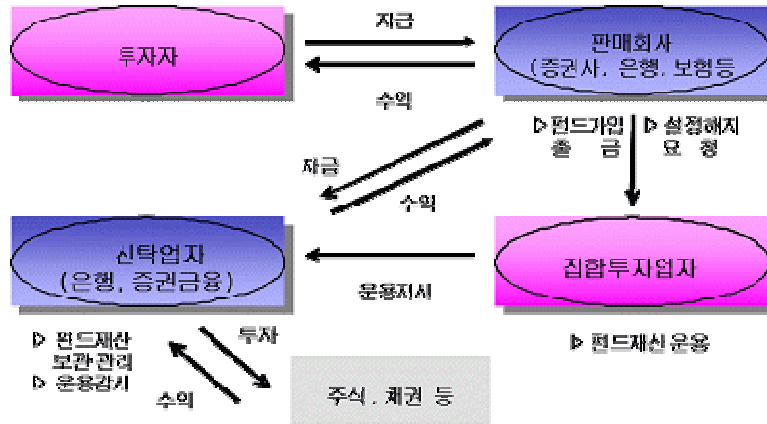 자금
투자자
판매회사
(증권사, 은행, 보험등
수익
▷펀드가입 ▷설정해지
출 금 요 청
자금
수익
신탁업자
(은행, 증권금융)
집합투자업자
운용지시
▷ 펀드재산
보관관리
▷ 운용감시
투자
▷ 펀드재산 운용
수익
주식, 채권 등